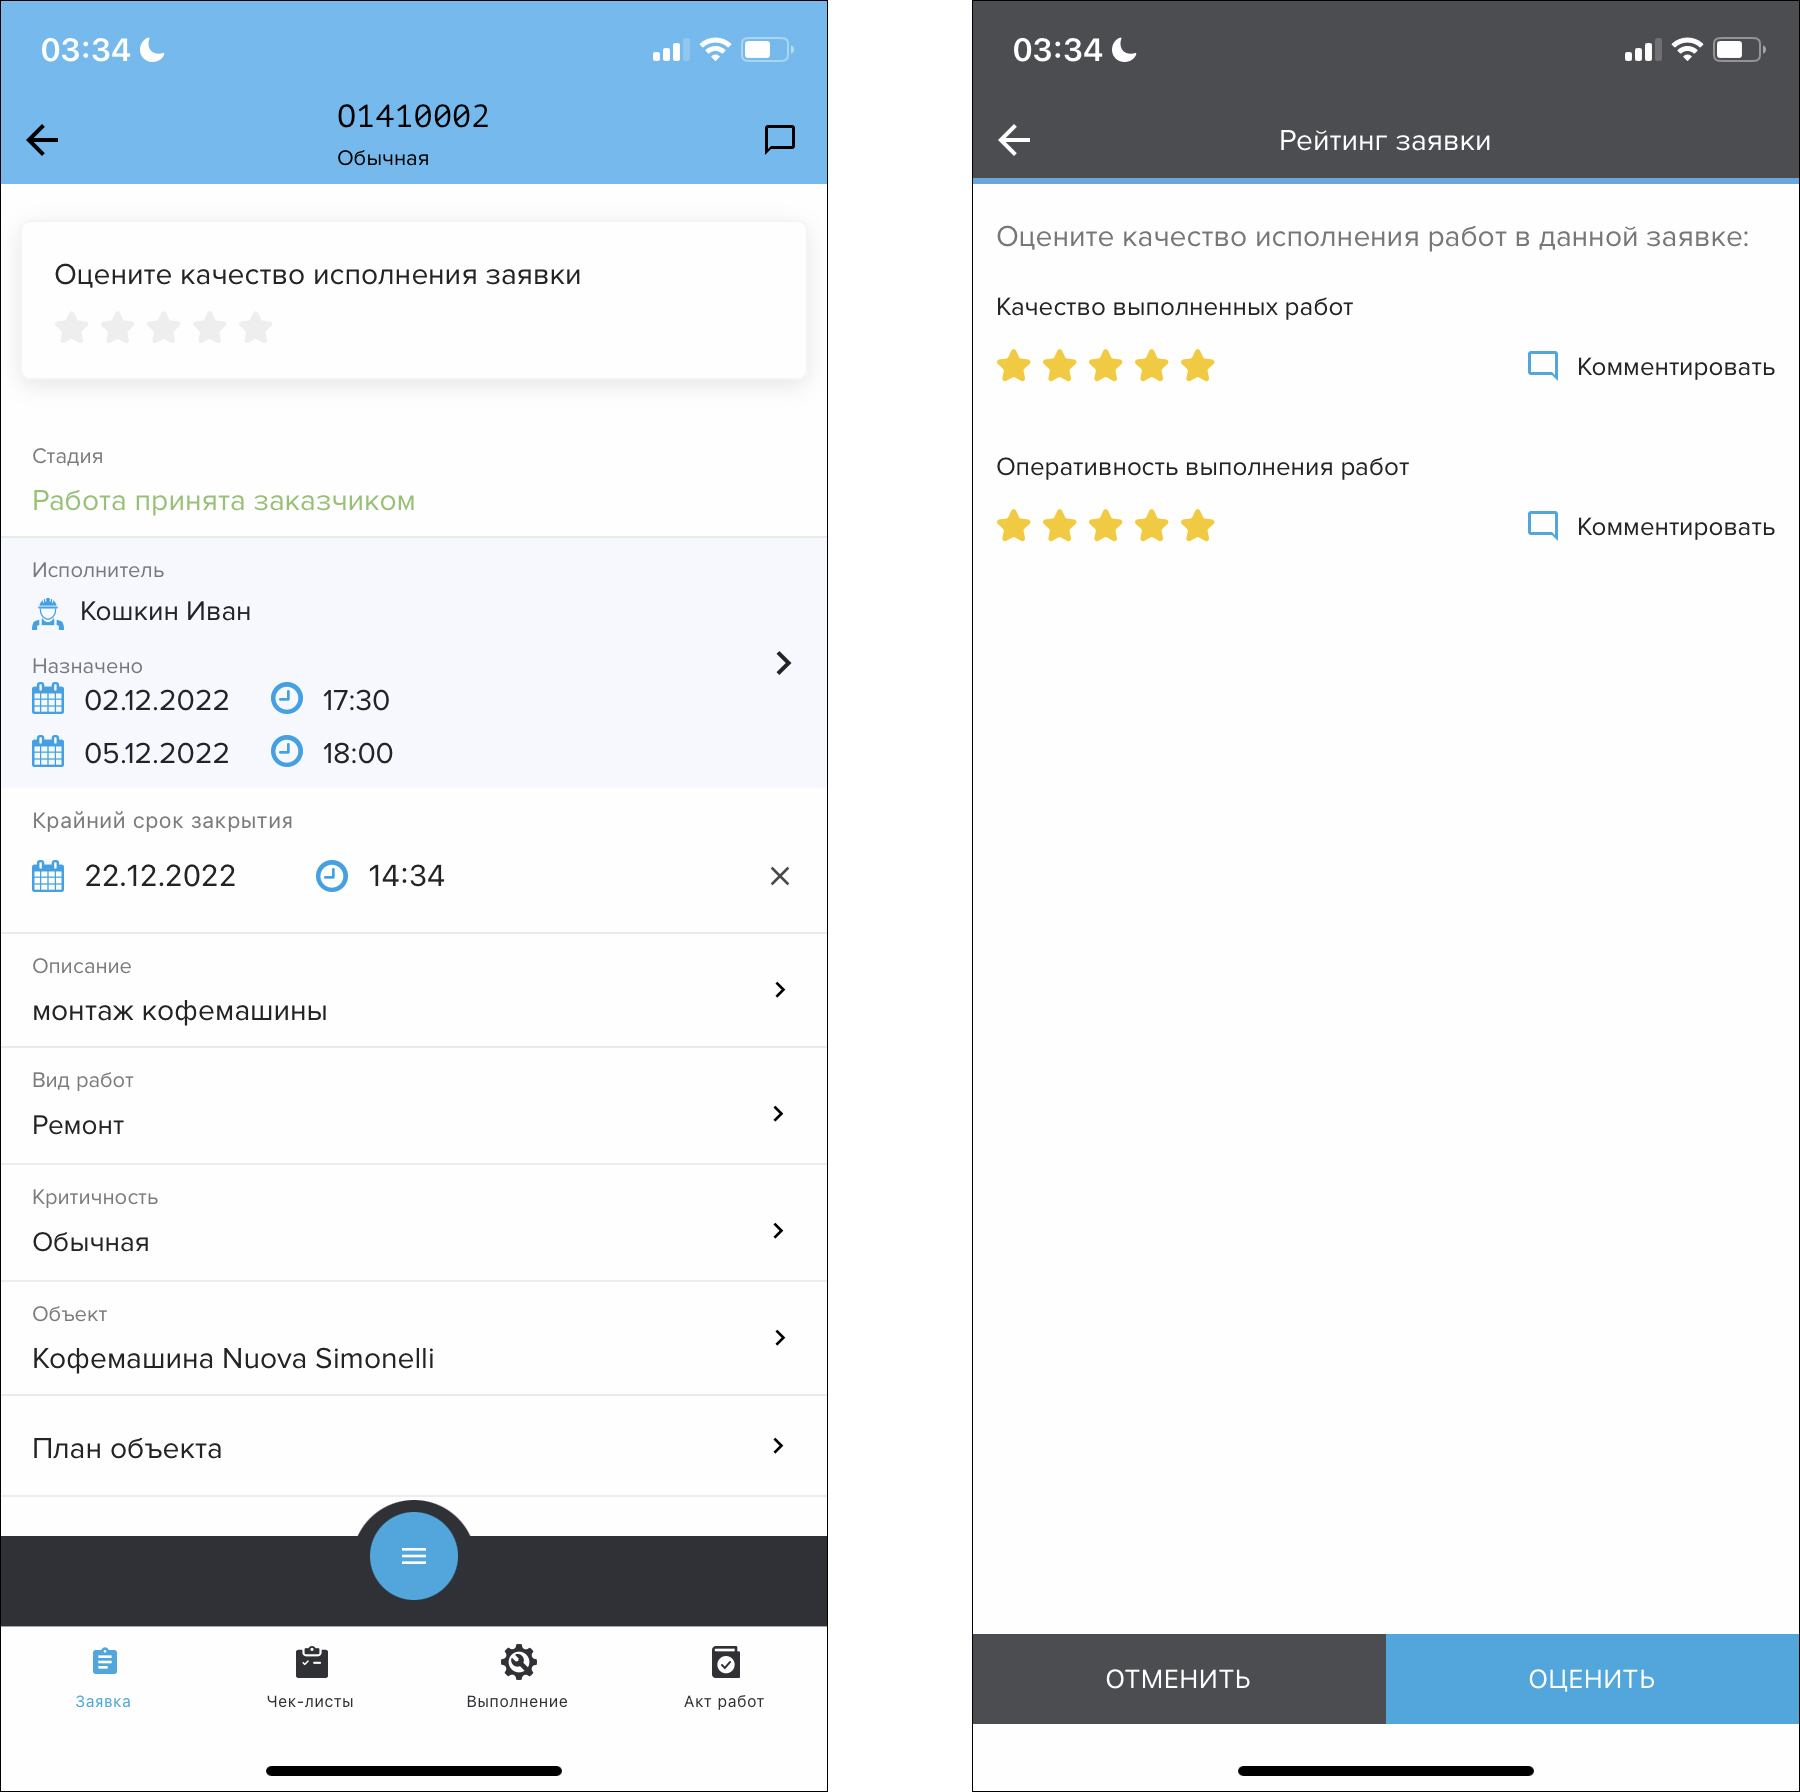 03:34
01410002
Обычная
Оцените качество исполнения заявки
Стадия
Работа принята заказчиком
Исполнитель
Кошкин Иван
Назначено
02.12.2022 17:30
05.12.2022 18:00
Крайний срок закрытия
22.12.2022 14:34
Описание
монтаж кофемашины
Вид работ
Ремонт
Критичность
Обычная
Объект
Кофемашина Nuova Simonelli
План объекта
Заявка Чек-листы Выполнение Акт работ
03:34
Рейтинг заявки
Оцените качество исполнения работ в данной заявке:
Качество выполненных работ
Комментировать
Оперативность выполнения работ
Комментировать
ОТМЕНИТЬ ОЦЕНИТЬ